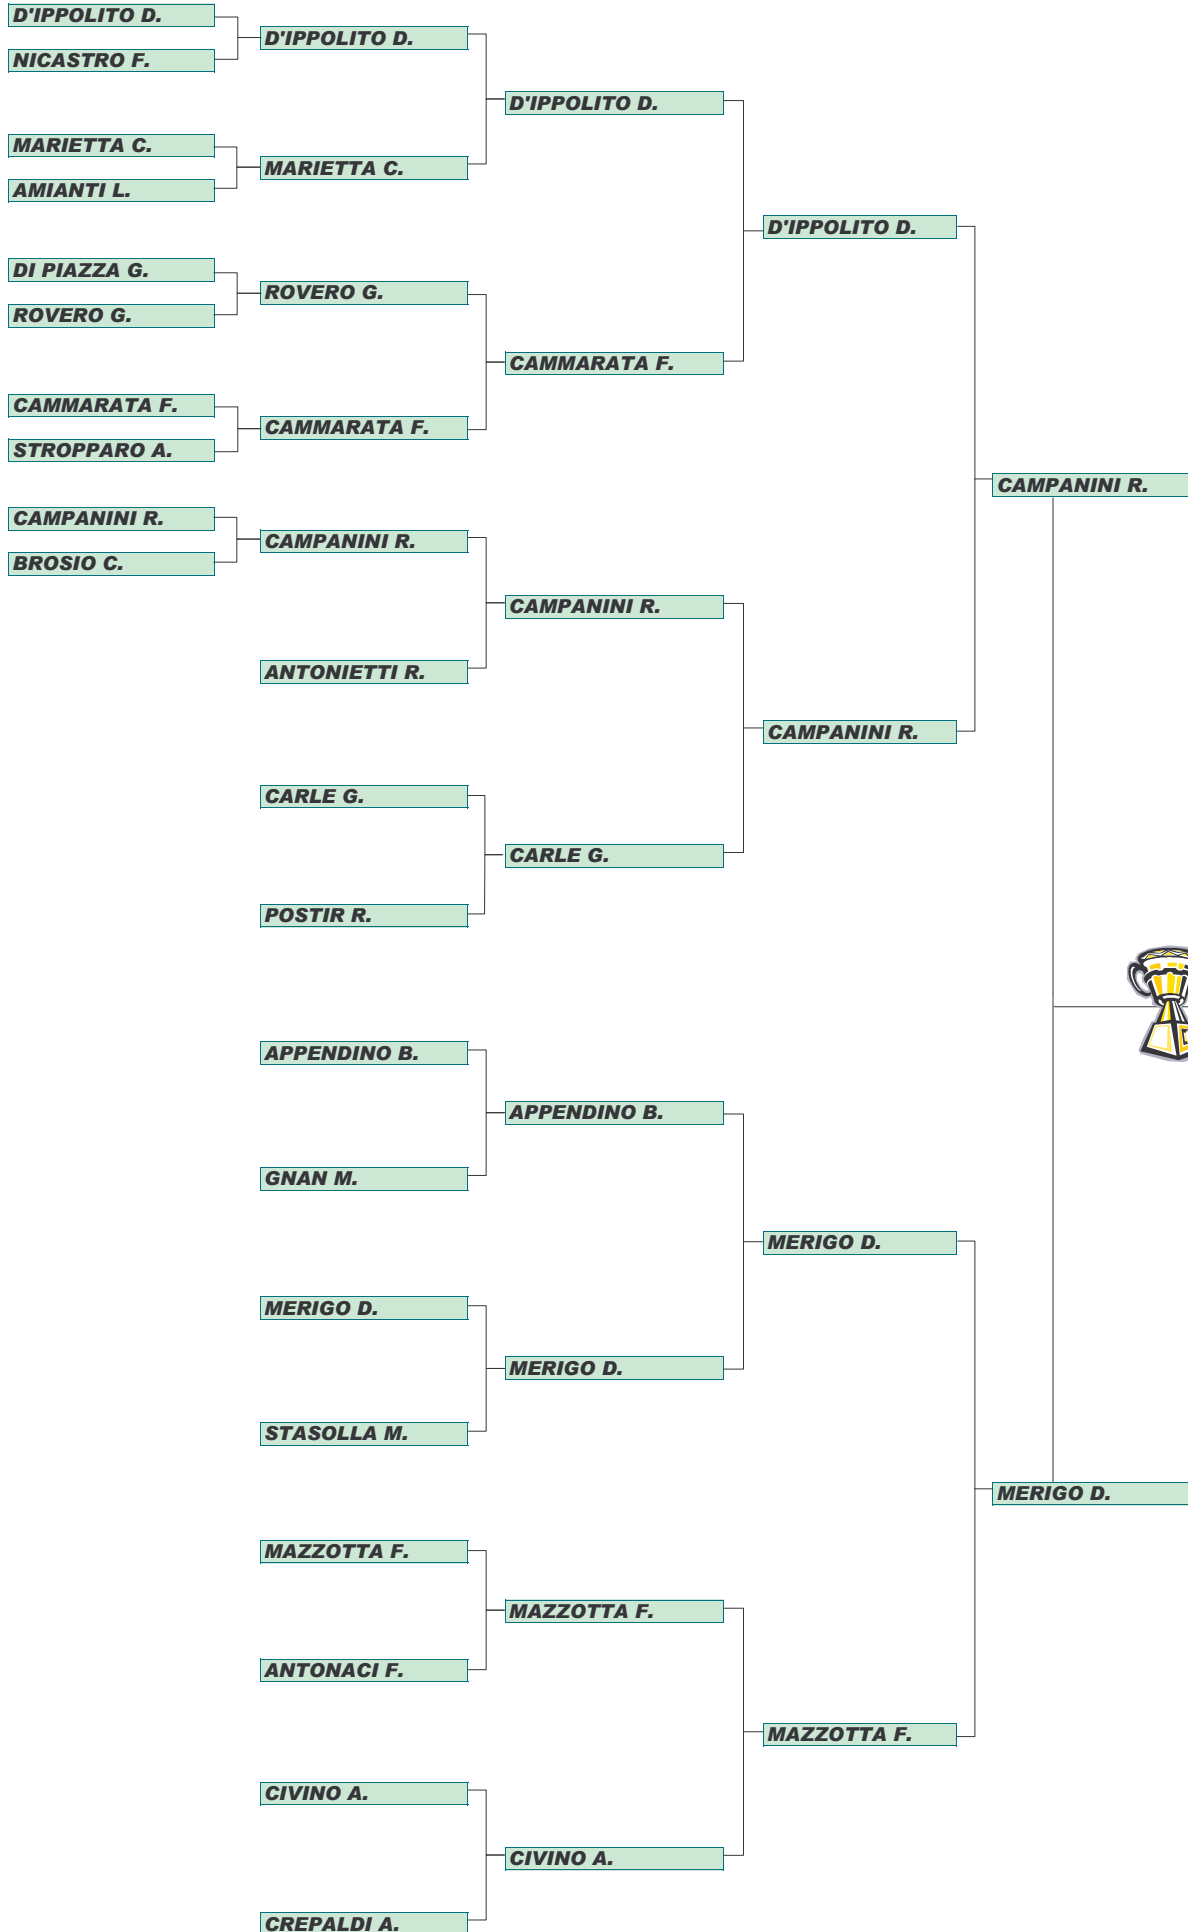 D'IPPOLITO D.
NICASTRO F.
MARIETTA C.
AMIANTI L.
DI PIAZZA G.
ROVERO G.
CAMMARATA F.
STROPPARO A.
CAMPANINI R.
BROSIO C.
D'IPPOLITO D.
MARIETTA C.
ROVERO G.
CAMMARATA F.
CAMPANINI R.
ANTONIETTI R.
CARLE G.
POSTIR R.
APPENDINO B.
GNAN M.
MERIGO D.
STASOLLA M.
MAZZOTTA F.
ANTONACI F.
CIVINO A.
CREPALDI A.
D'IPPOLITO D.
CAMMARATA F.
CAMPANINI R.
CARLE G.
APPENDINO B.
MERIGO D.
MAZZOTTA F.
CIVINO A.
D'IPPOLITO D.
CAMPANINI R.
MERIGO D.
MAZZOTTA F.
CAMPANINI R.
MERIGO D.